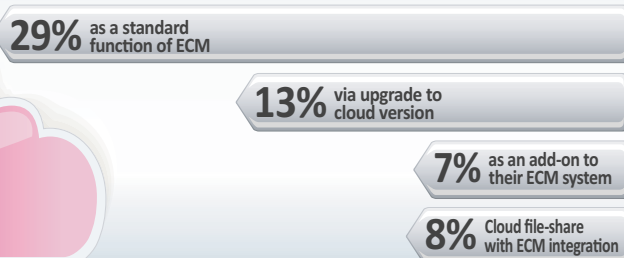 29% as a standard
function of ECM
13% via upgrade to
cloud version
7% as an add-on to
their ECM system
8% Cloud file-share
with ECM integration